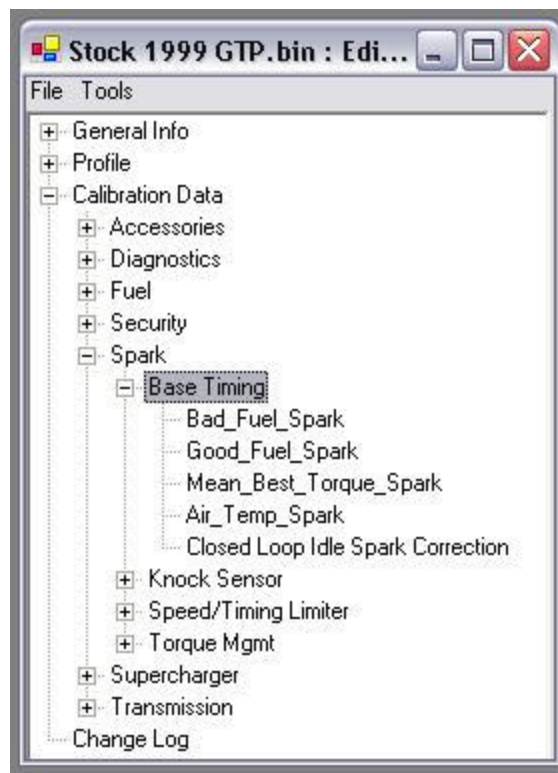 Stock 1999 GTP.bin : Edi...
File Tools
General Info
Profile
Calibration Data
Accessories
Diagnostics
Fuel
Security
Spark
Base Timing
Bad_Fuel_Spark
Good_Fuel_Spark
Mean_Best_Torque_Spark
Air_Temp_Spark
Closed Loop Idle Spark Correction
Knock Sensor
Speed/Timing Limiter
Torque Mgmt
Supercharger
Transmission
Change Log